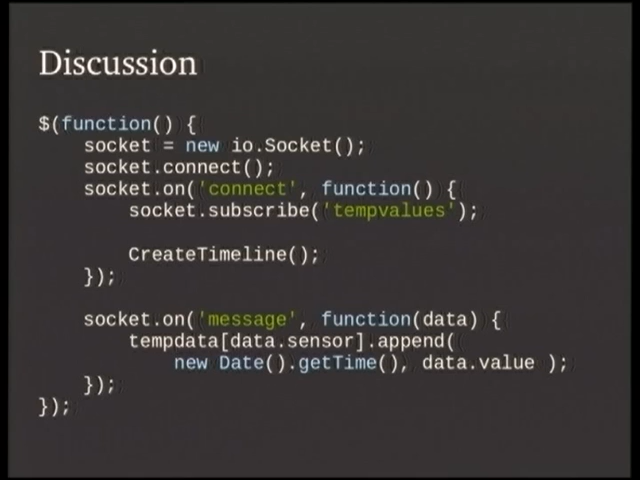 Discussion
$(function() {
socket = new io.Socket();
socket.connect();
socket.on('connect', function() {
socket.subscribe('tempvalues');
CreateTimeline();
});
socket.on('message', function(data) {
tempdata[data.sensor].append(
new Date().getTime(), data.value );
});
});